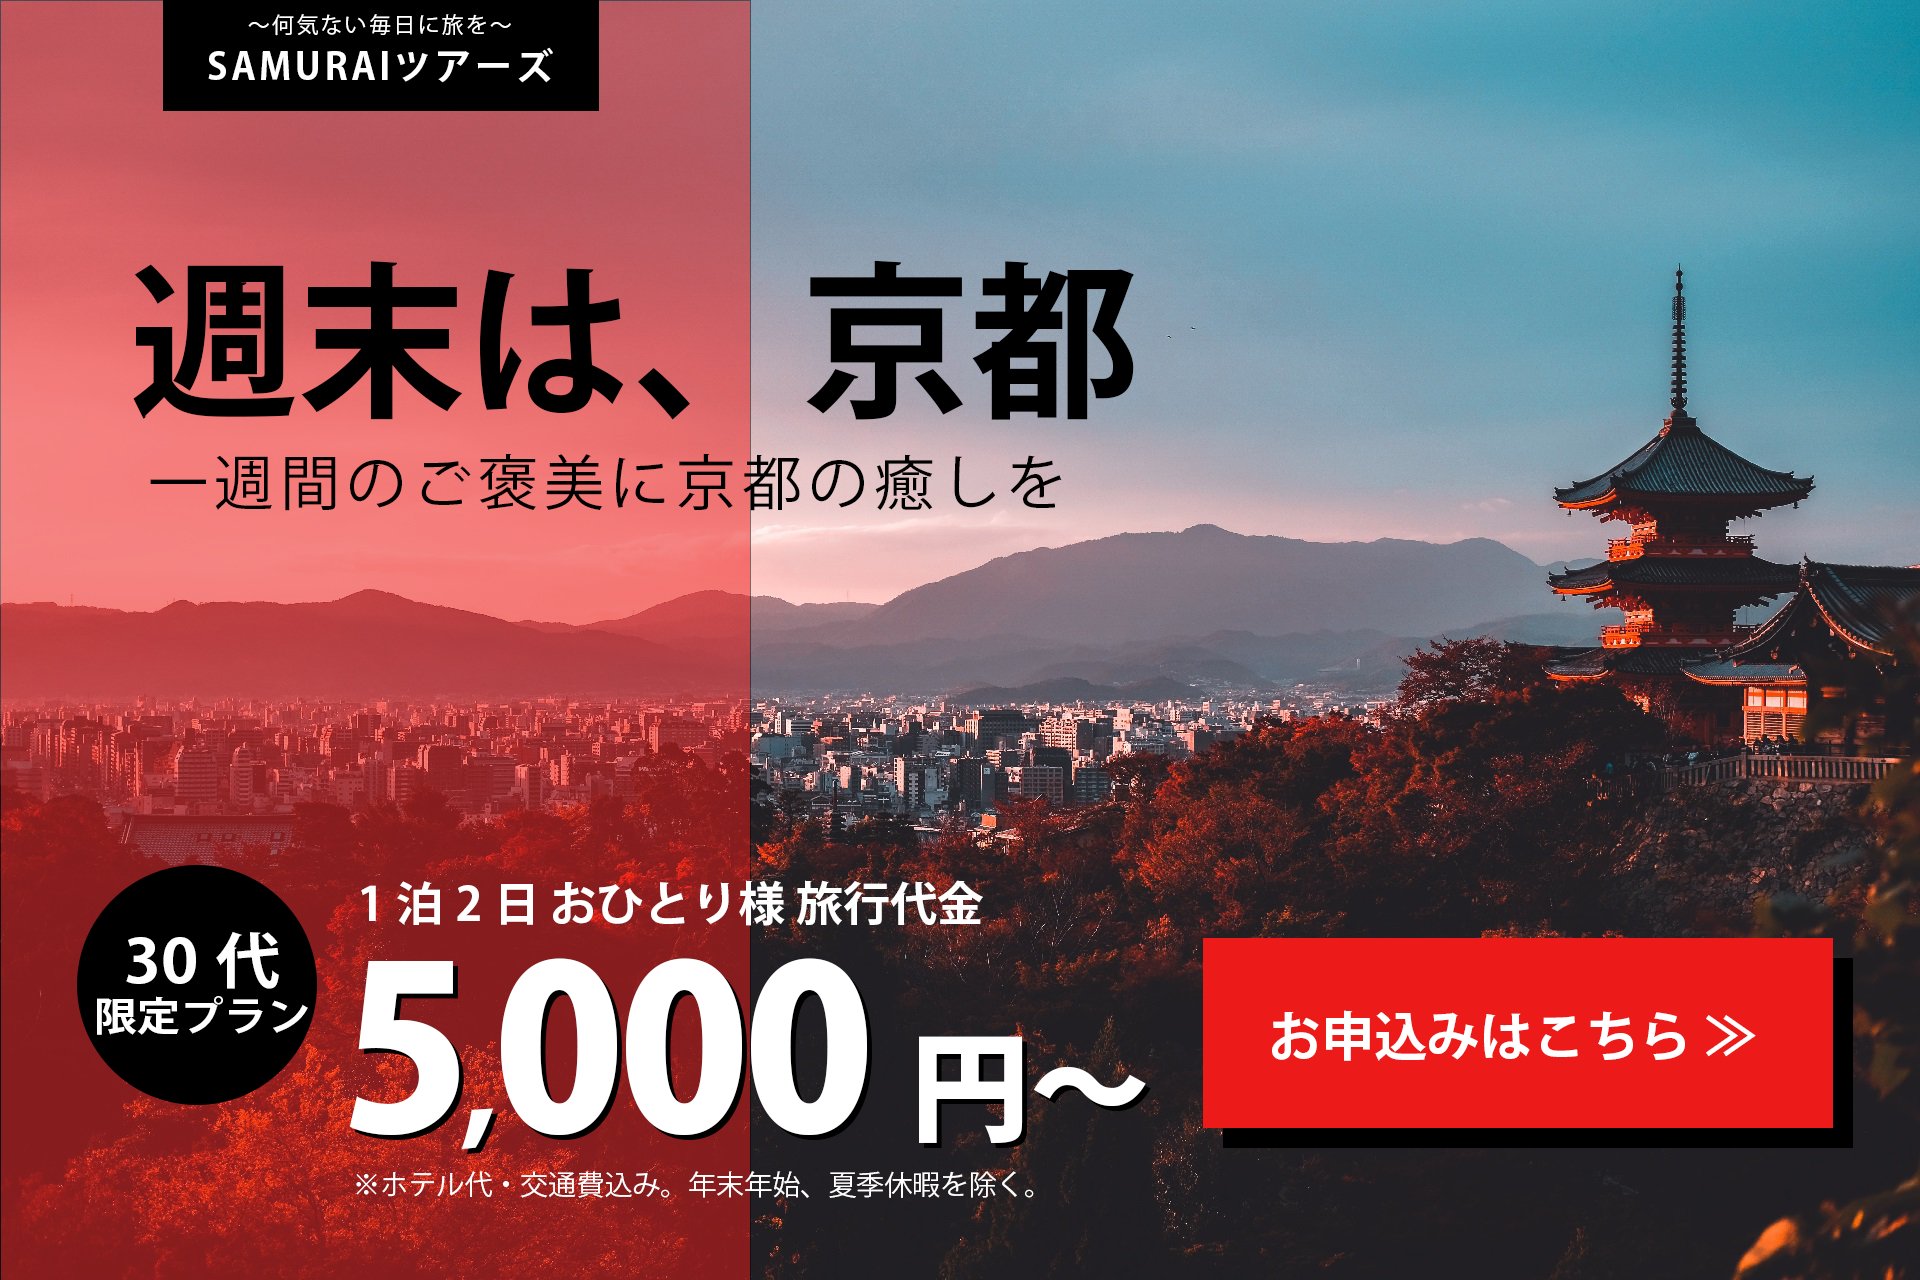 ～何気ない毎日に旅を～
SAMURAIツアーズ
週末は、京都
一週間のご褒美に京都の癒しを
30代
限定プラン
1泊2日 おひとり様 旅行代金
5,000円～
※ホテル代・交通費込み。年末年始、夏季休暇を除く。
お申込みはこちら ≫